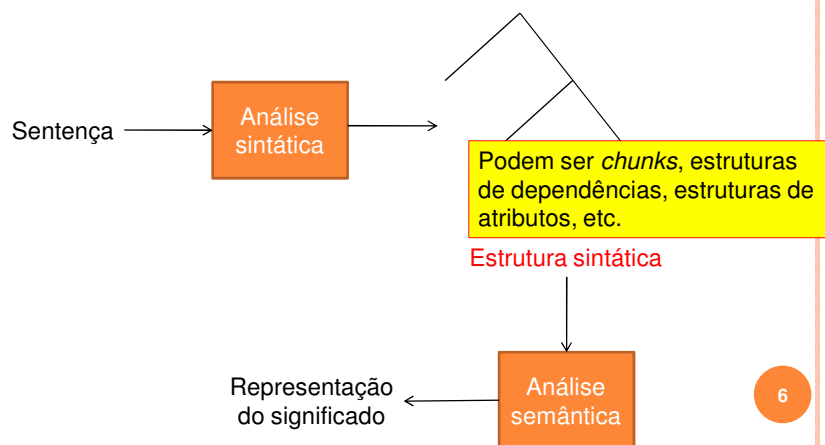 Sentença
Análise
sintática
Podem ser chunks, estruturas
de dependências, estruturas de
atributos, etc.
Estrutura sintática
Representação
do significado
Análise
semântica
6